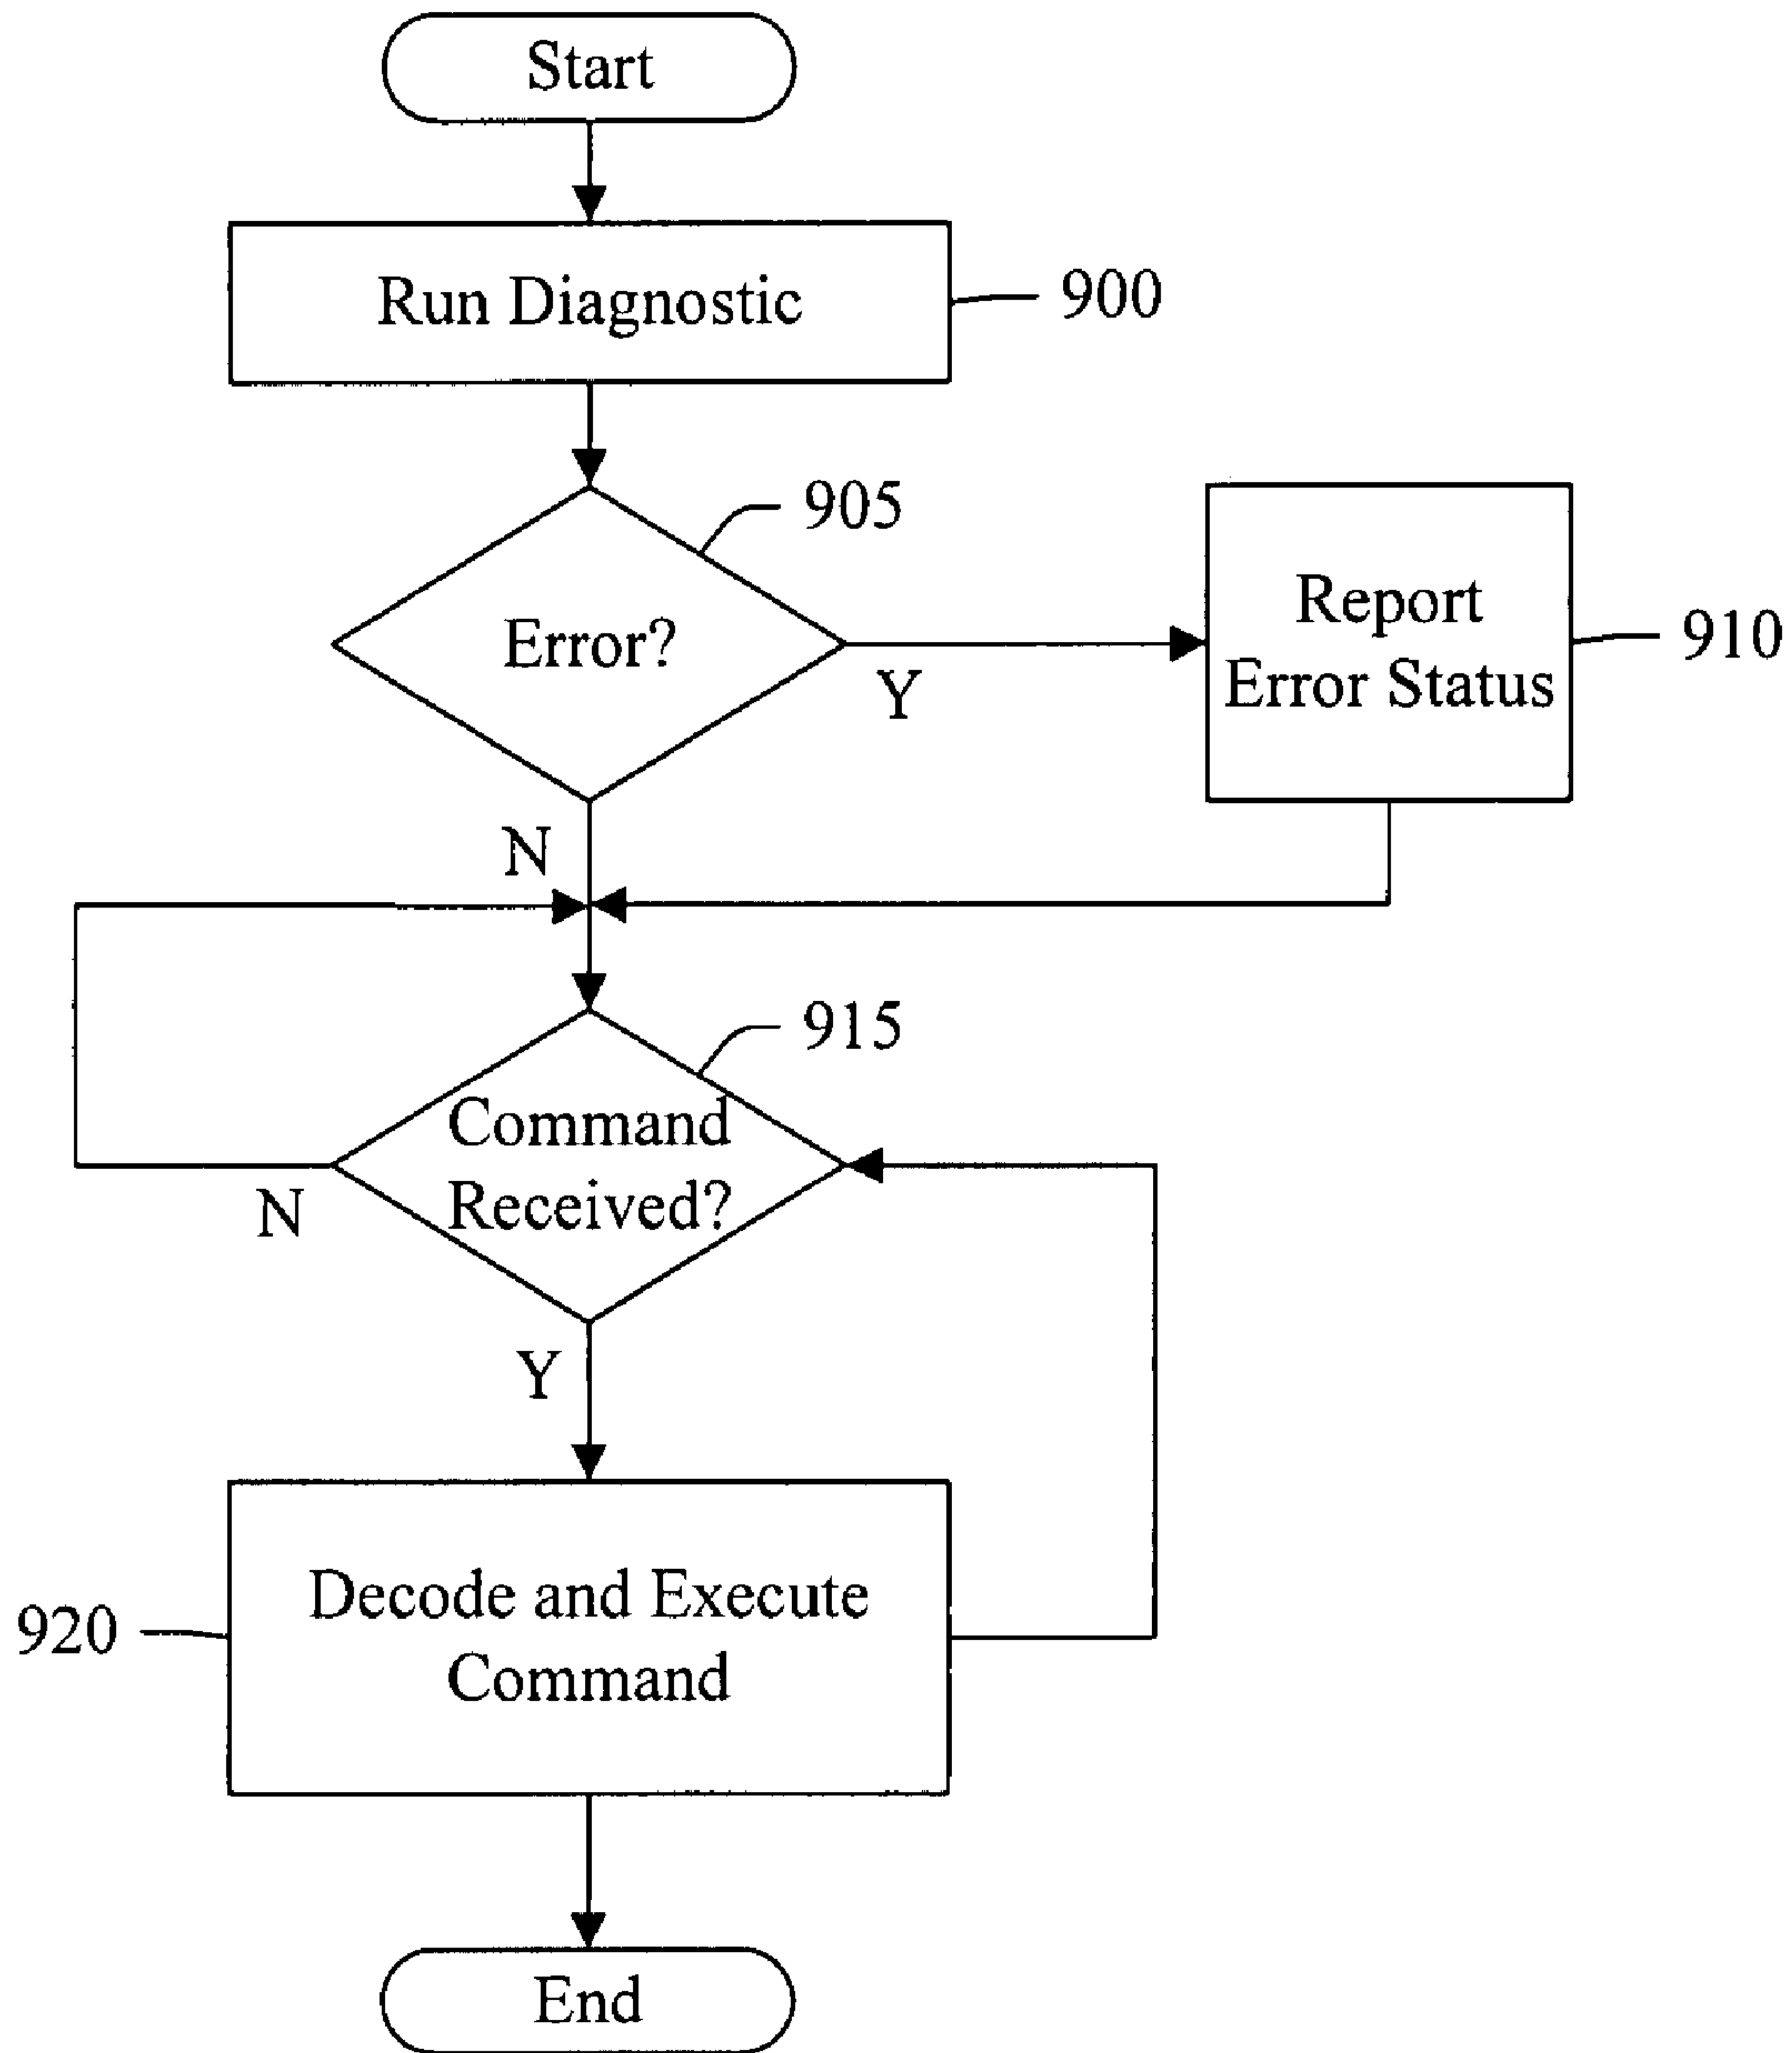 Start
Run Diagnostic
900
905
Error?
Y
Report
Error Status
910
N
915
Command
Received?
N
Y
Decode and Execute
Command
920
End